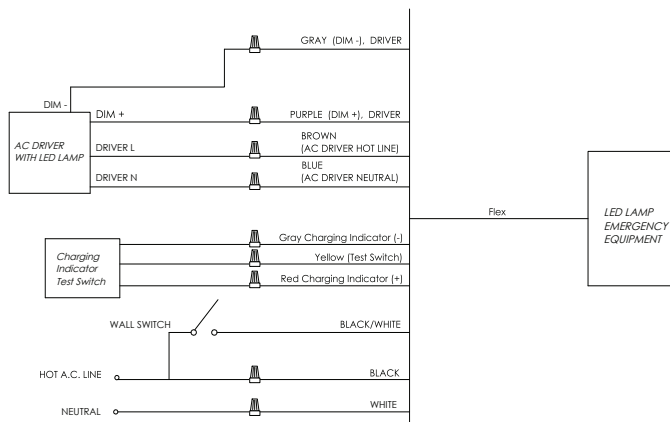 GRAY (DIM -), DRIVER
DIM -
DIM +
PURPLE (DIM +), DRIVER
AC DRIVER
WITH LED LAMP
DRIVER L
BROWN
(AC DRIVER HOT LINE)
DRIVER N
BLUE
(AC DRIVER NEUTRAL)
Flex
LED LAMP
EMERGENCY
EQUIPMENT
Charging
Indicator
Test Switch
Gray Charging Indicator (-)
Yellow (Test Switch)
Red Charging Indicator (+)
WALL SWITCH
BLACK/WHITE
HOT A.C. LINE
BLACK
NEUTRAL
WHITE